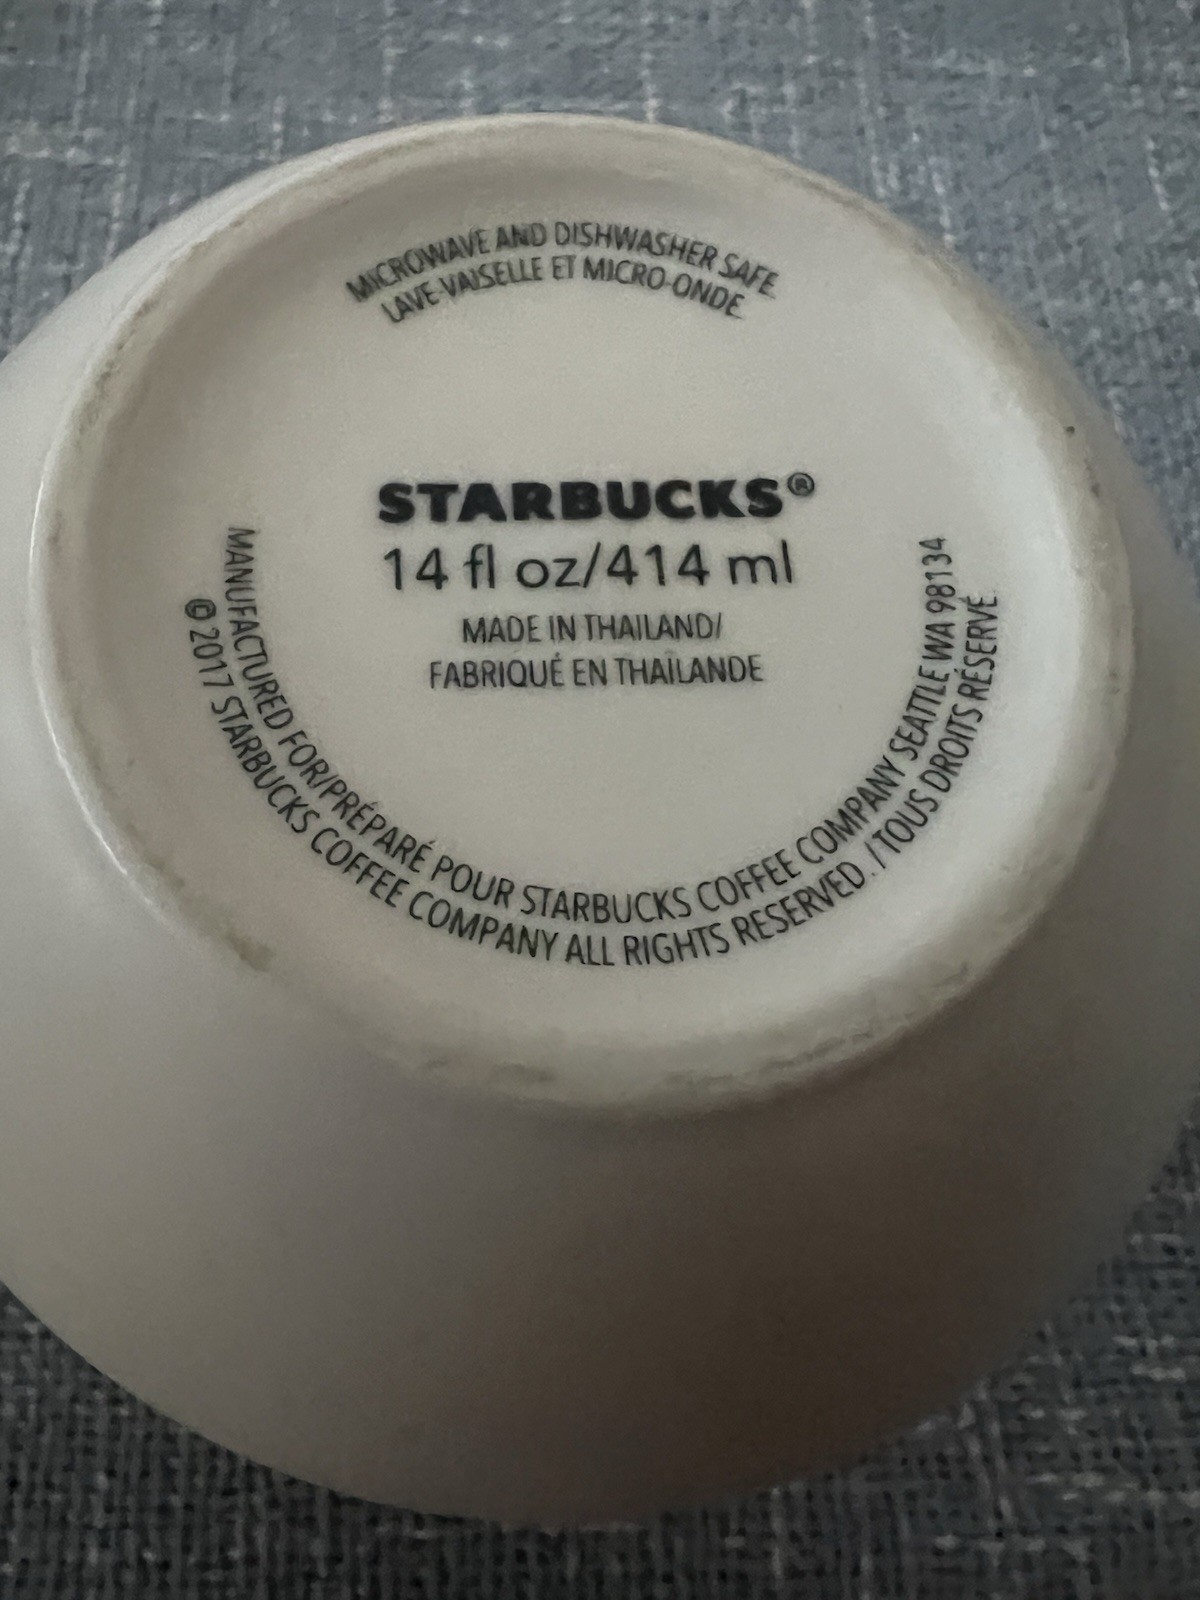 MICROWAVE AND DISHWASHER SAFE
LAVE-VAISELLE ET MICRO-ONDE
STARBUCKS®
14 fl oz/414 ml
MADE IN THAILAND/
FABRIQUÉ EN THAÏLANDE
MANUFACTURED FOR/PRÉPARÉ POUR STARBUCKS COFFEE COMPANY SEATTLE WA 98134
© 2017 STARBUCKS COFFEE COMPANY ALL RIGHTS RESERVED. / TOUS DROITS RÉSERVÉ.